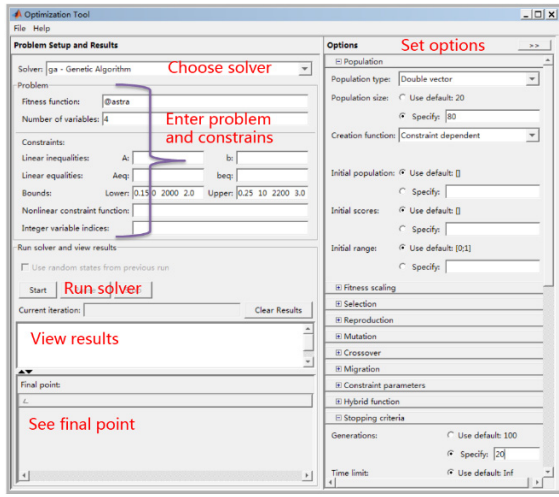 Optimization Tool
File Help
Problem Setup and Results
Solver: ga - Genetic Algorithm
Choose solver
Problem
Fitness function: @astra
Number of variables: 4
Enter problem
and constrains
Constraints:
Linear inequalities: A: b:
Linear equalities: Aeq: beq:
Bounds: Lower: 0.15 0 2000 2.0 Upper: 0.25 10 2200 3.0
Nonlinear constraint function:
Integer variable indices:
Run solver and view results
Use random states from previous run
Start
Run solver
Current iteration: Clear Results
View results
Final point:
See final point
Options
Set options
>>
Population
Population type: Double vector
Population size: Use default: 20
Specify: 80
Creation function: Constraint dependent
Initial population: Use default: []
Specify:
Initial scores: Use default: []
Specify:
Initial range: Use default: [0;1]
Specify:
Fitness scaling
Selection
Reproduction
Mutation
Crossover
Migration
Constraint parameters
Hybrid function
Stopping criteria
Generations: Use default: 100
Specify: 20
Time limit: Use default: Inf